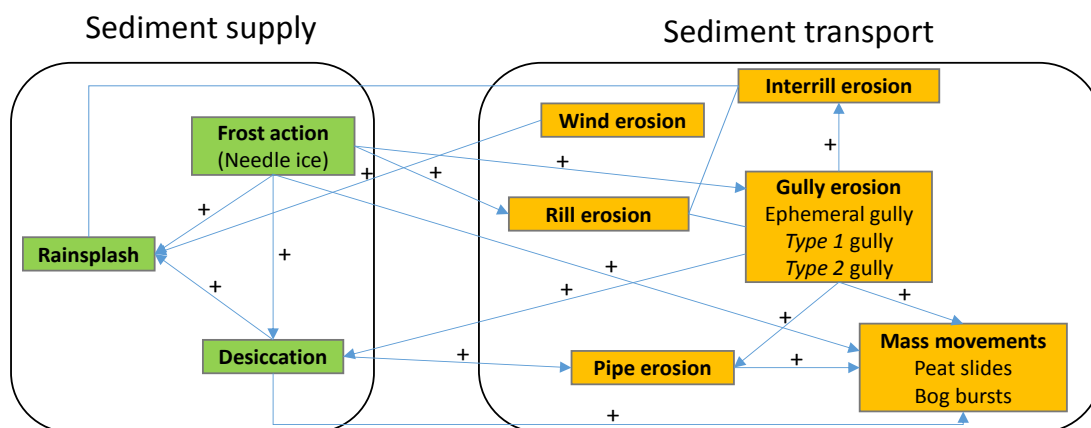 Sediment supply
Sediment transport
Interrill erosion
Wind erosion
Frost action
(Needle ice)
+
+
+
+
Gully erosion
Ephemeral gully
Type 1 gully
Type 2 gully
Rill erosion
+
Rainsplash
+
+
+
+
+
+
Desiccation
+
Pipe erosion
+
Mass movements
Peat slides
Bog bursts
+